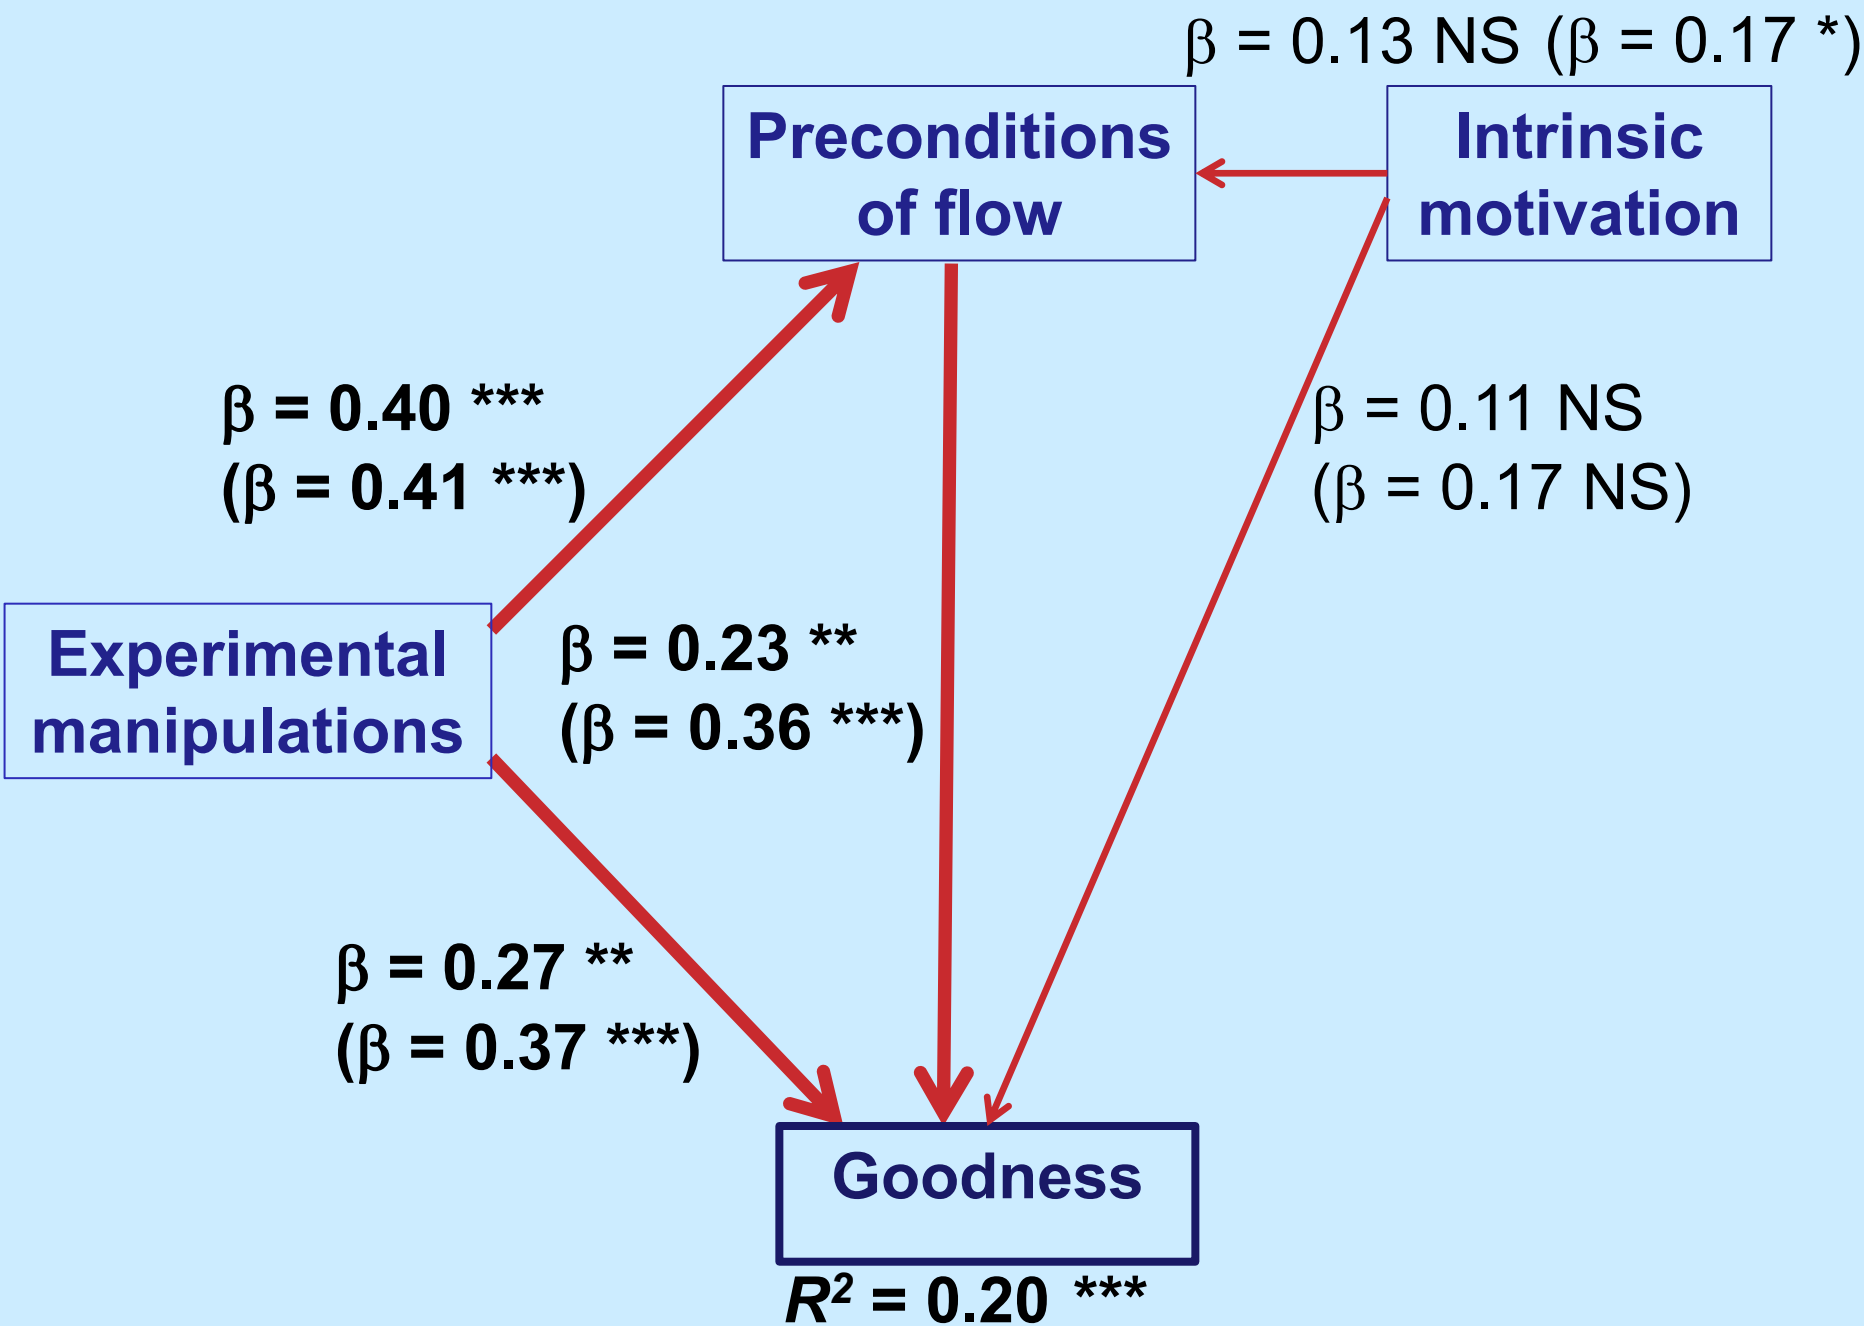 β = 0.13 NS (β = 0.17 *)
Preconditions
of flow
Intrinsic
motivation
β = 0.40 ***
(β = 0.41 ***)
β = 0.11 NS
(β = 0.17 NS)
Experimental
manipulations
β = 0.23 **
(β = 0.36 ***)
β = 0.27 **
(β = 0.37 ***)
Goodness
R² = 0.20 ***